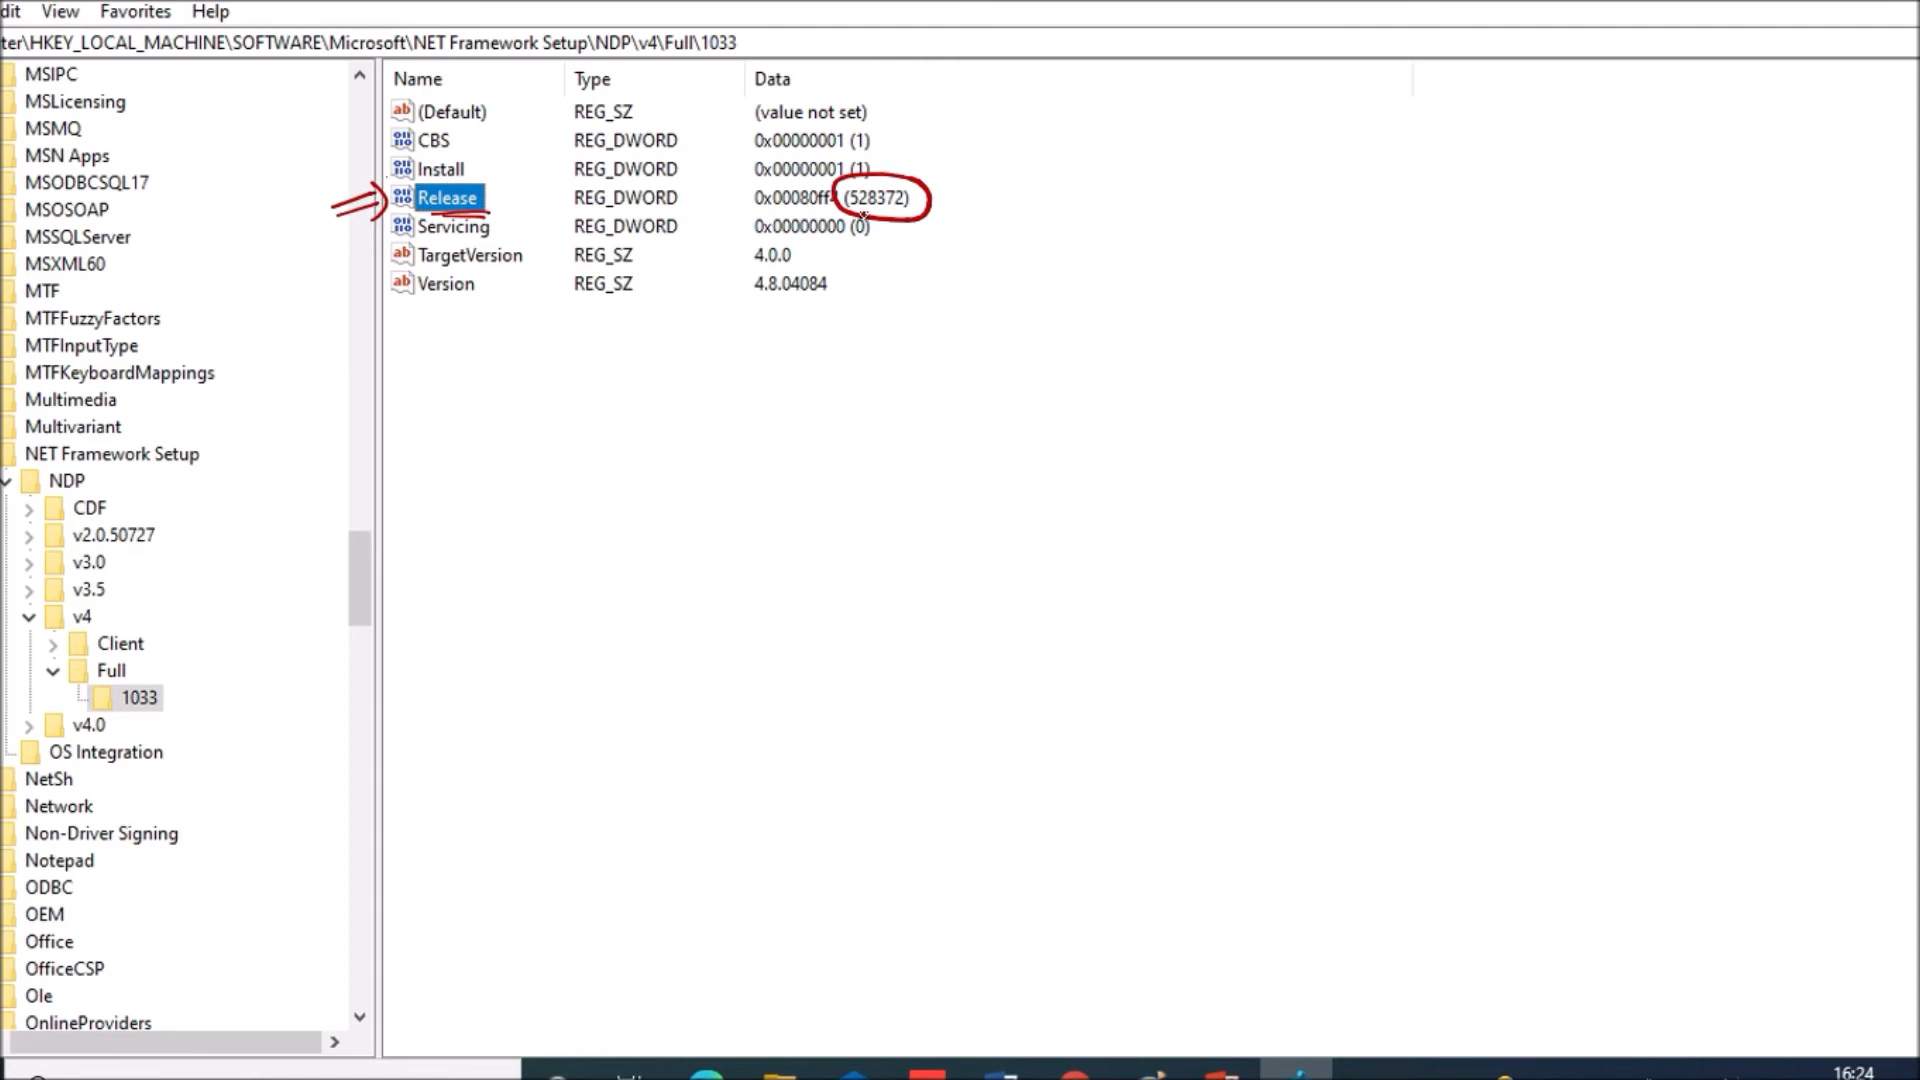 dit View Favorites Help
ter\HKEY_LOCAL_MACHINE\SOFTWARE\Microsoft\NET Framework Setup\NDP\v4\Full\1033
MSIPC
MSLicensing
MSMQ
MSN Apps
MSODBCSQL17
MSOSOAP
MSSQLServer
MSXML60
MTF
MTFFuzzyFactors
MTFInputType
MTFKeyboardMappings
Multimedia
Multivariant
NET Framework Setup
NDP
CDF
v2.0.50727
v3.0
v3.5
v4
Client
Full
1033
v4.0
OS Integration
NetSh
Network
Non-Driver Signing
Notepad
ODBC
OEM
Office
OfficeCSP
Ole
OnlineProviders
Name Type Data
(Default) REG_SZ (value not set)
CBS REG_DWORD 0x00000001 (1)
Install REG_DWORD 0x00000001 (1)
Release REG_DWORD 0x00080ff4 (528372)
Servicing REG_DWORD 0x00000000 (0)
TargetVersion REG_SZ 4.0.0
Version REG_SZ 4.8.04084
16:24